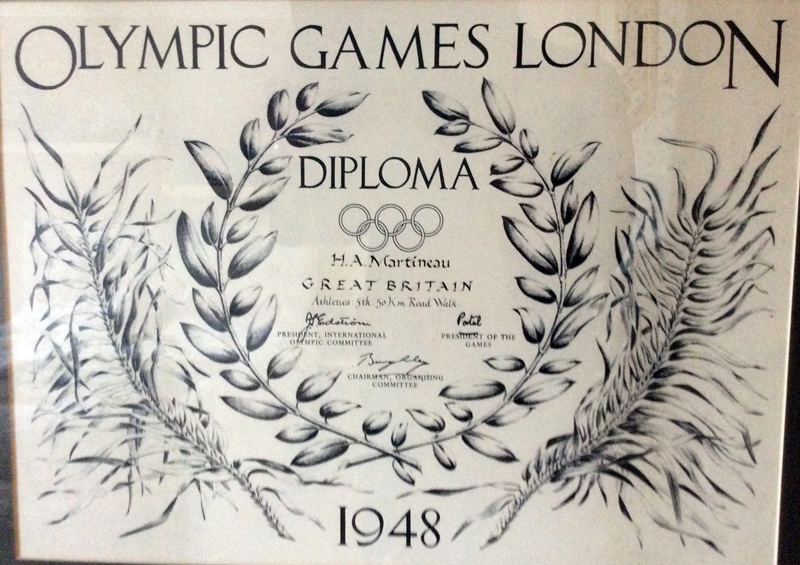 OLYMPIC GAMES LONDON
DIPLOMA
H.A. Martineau
GREAT BRITAIN
Athletics 5th. 50 Km. Road Walk
PRESIDENT, INTERNATIONAL OLYMPIC COMMITTEE
PRESIDENT OF THE GAMES
CHAIRMAN, ORGANISING COMMITTEE
1948